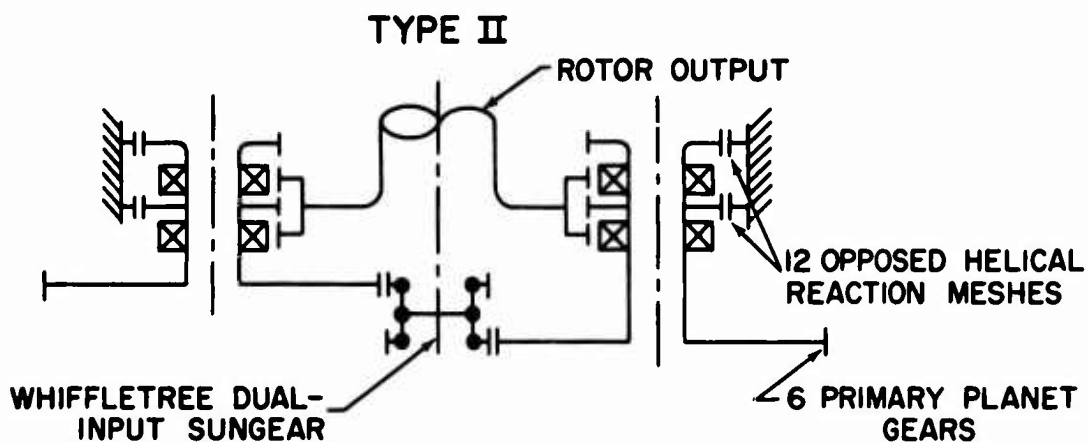 TYPE II
ROTOR OUTPUT
12 OPPOSED HELICAL
REACTION MESHES
WHIFFLETREE DUAL-
INPUT SUNGEAR
6 PRIMARY PLANET
GEARS